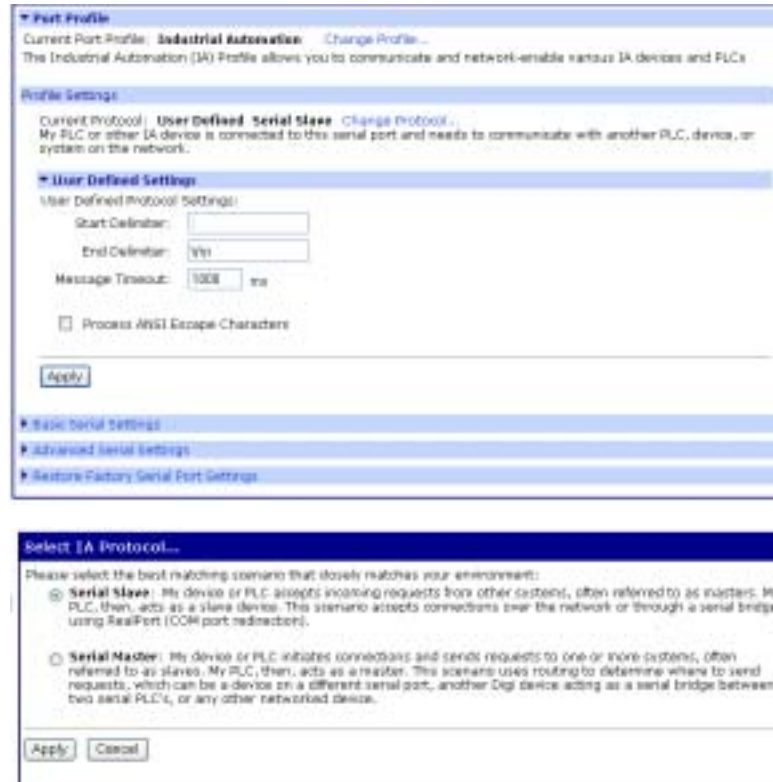 Port Profile
Current Port Profile: Industrial Automation Change Profile...
The Industrial Automation (IA) Profile allows you to communicate and network-enable various IA devices and PLCs
Profile Settings
Current Protocol: User Defined Serial Slave Change Protocol...
My PLC or other IA device is connected to this serial port and needs to communicate with another PLC, device, or
system on the network.
User Defined Settings
User Defined Protocol Settings:
Start Delimiter:
End Delimiter:
Message Timeout: 1000 ms
Process ANSI Escape Characters
Apply
Basic Serial Settings
Advanced Serial Settings
Restore Factory Serial Port Settings
Select IA Protocol...
Please select the best matching scenario that closely matches your environment:
Serial Slave: My device or PLC accepts incoming requests from other systems, often referred to as masters. M
PLC, then, acts as a slave device. This scenario accepts connections over the network or through a serial bridge
using RealPort (COM port redirection).
Serial Master: My device or PLC initiates connections and sends requests to one or more systems, often
referred to as slaves. My PLC, then, acts as a master. This scenario uses routing to determine where to send
requests, which can be a device on a different serial port, another Digi device acting as a serial bridge between
two serial PLC's, or any other networked device.
Apply Cancel